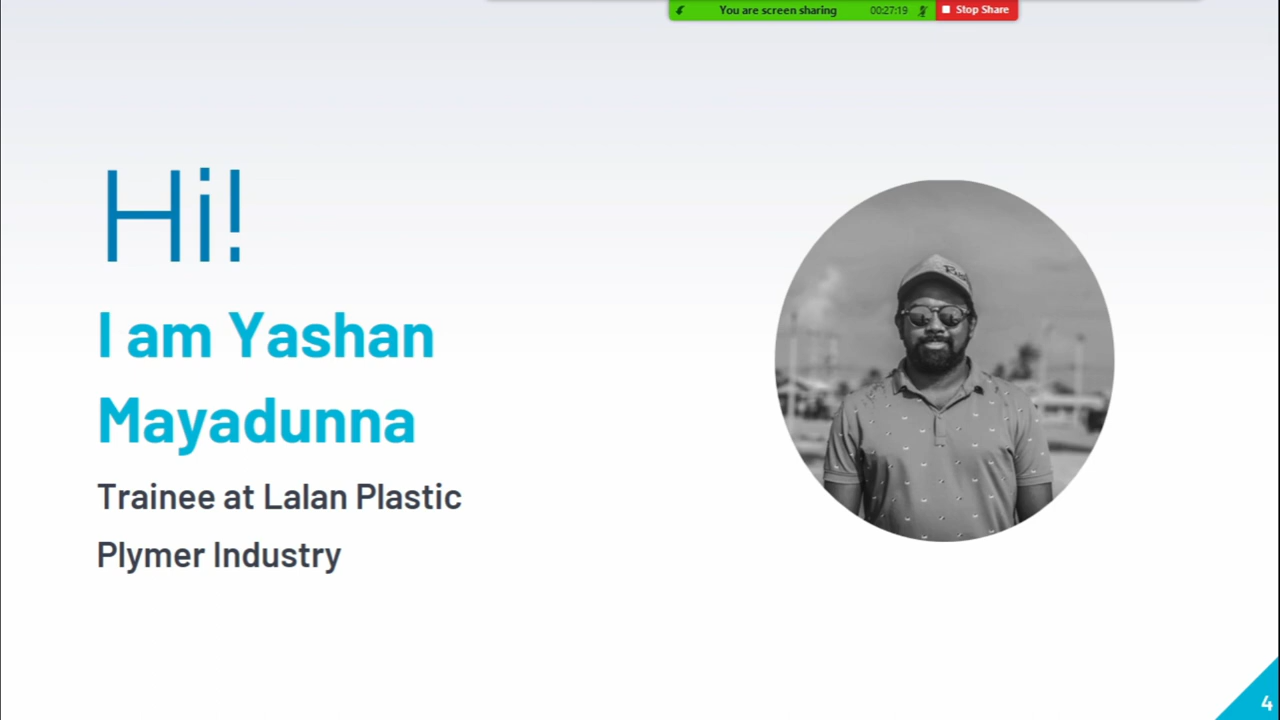 You are screen sharing 00:27:19 Stop Share
Hi!
I am Yashan
Mayadunna
Trainee at Lalan Plastic
Plymer Industry
4